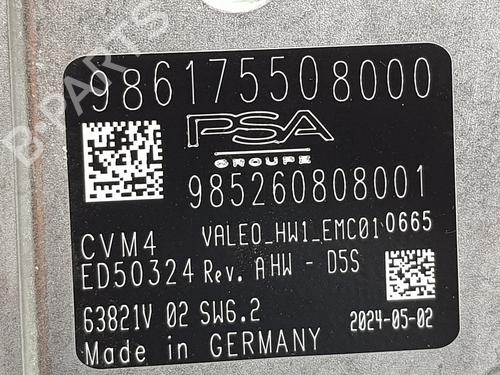 986175508000
PSA
GROUPE
985260808001
CVM4 VALEO_HW1_EMC01 0665
ED50324 Rev. A HW - D5S
63821V 02 SW6.2 2024-05-02
Made in GERMANY
B-PARTS